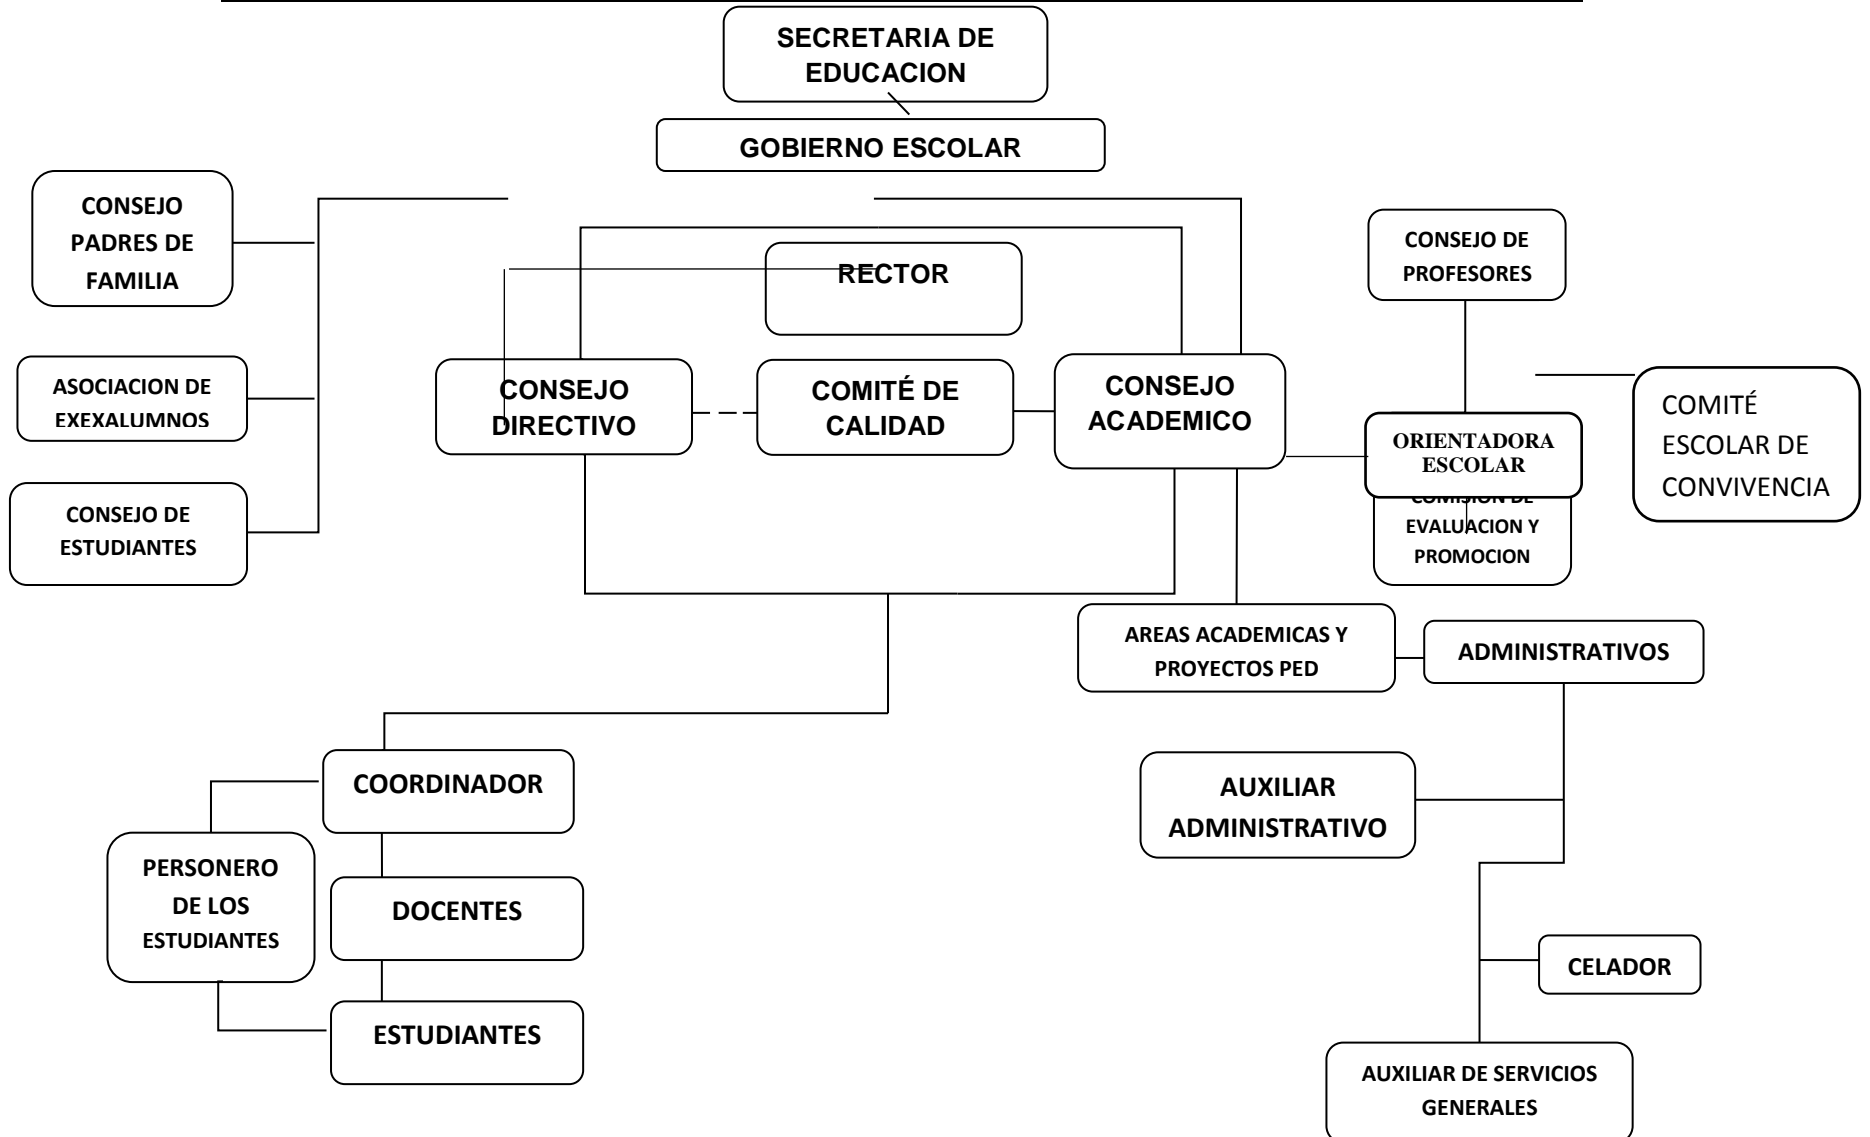 SECRETARIA DE
EDUCACION
GOBIERNO ESCOLAR
CONSEJO
PADRES DE
FAMILIA
RECTOR
CONSEJO DE
PROFESORES
ASOCIACION DE
EXEXALUMNOS
CONSEJO
DIRECTIVO
COMITÉ DE
CALIDAD
CONSEJO
ACADEMICO
COMITÉ
ESCOLAR DE
CONVIVENCIA
ORIENTADORA
ESCOLAR
COMISION DE
EVALUACION Y
PROMOCION
CONSEJO DE
ESTUDIANTES
AREAS ACADEMICAS Y
PROYECTOS PED
ADMINISTRATIVOS
COORDINADOR
AUXILIAR
ADMINISTRATIVO
PERSONERO
DE LOS
ESTUDIANTES
DOCENTES
CELADOR
ESTUDIANTES
AUXILIAR DE SERVICIOS
GENERALES